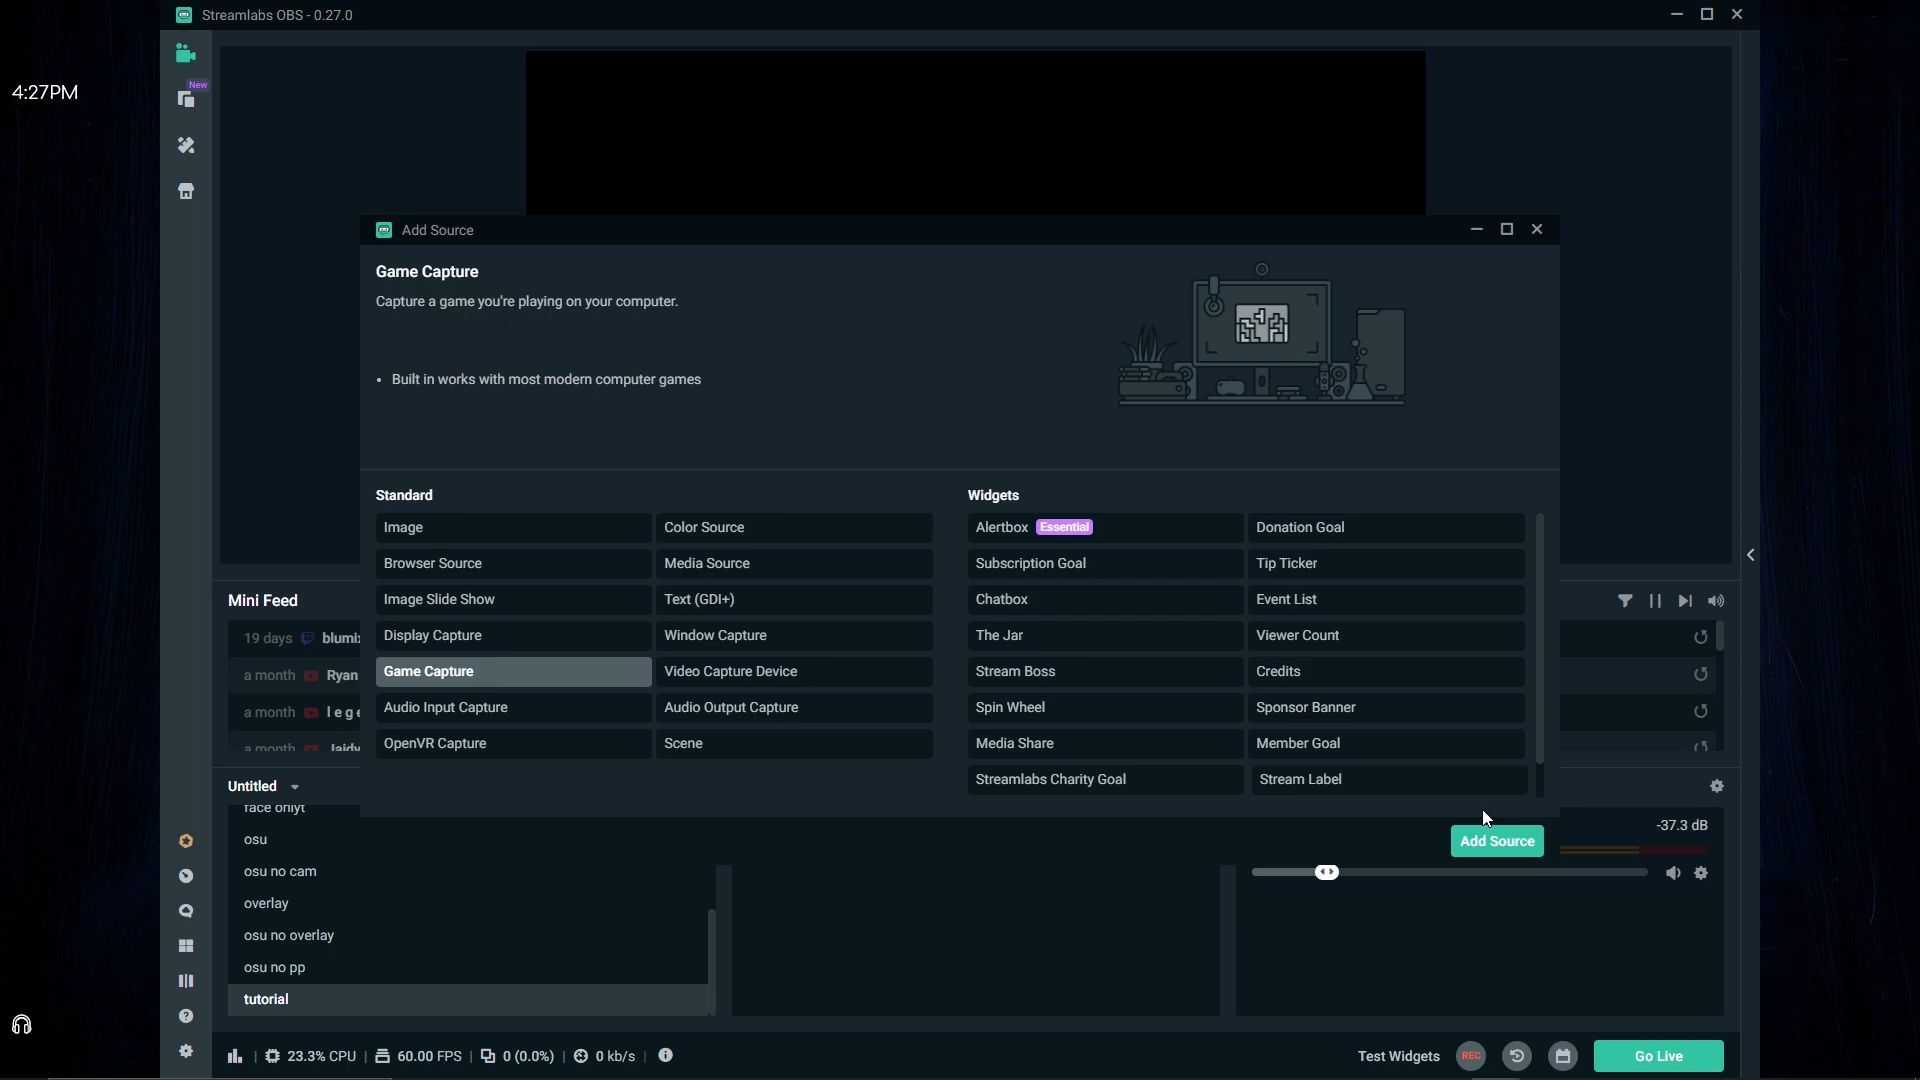 Streamlabs OBS - 0.27.0
4:27PM
New
Add Source
Game Capture
Capture a game you're playing on your computer.
• Built in works with most modern computer games
Standard
Widgets
Image
Color Source
Alertbox Essential
Donation Goal
Browser Source
Media Source
Subscription Goal
Tip Ticker
Image Slide Show
Text (GDI+)
Chatbox
Event List
Display Capture
Window Capture
The Jar
Viewer Count
Game Capture
Video Capture Device
Stream Boss
Credits
Audio Input Capture
Audio Output Capture
Spin Wheel
Sponsor Banner
OpenVR Capture
Scene
Media Share
Member Goal
Streamlabs Charity Goal
Stream Label
Add Source
Mini Feed
19 days
a month Ryan
a month l e g e
a month
Untitled
face onlyt
osu
osu no cam
overlay
osu no overlay
osu no pp
tutorial
-37.3 dB
23.3% CPU
60.00 FPS
0 (0.0%)
0 kb/s
Test Widgets
REC
Go Live